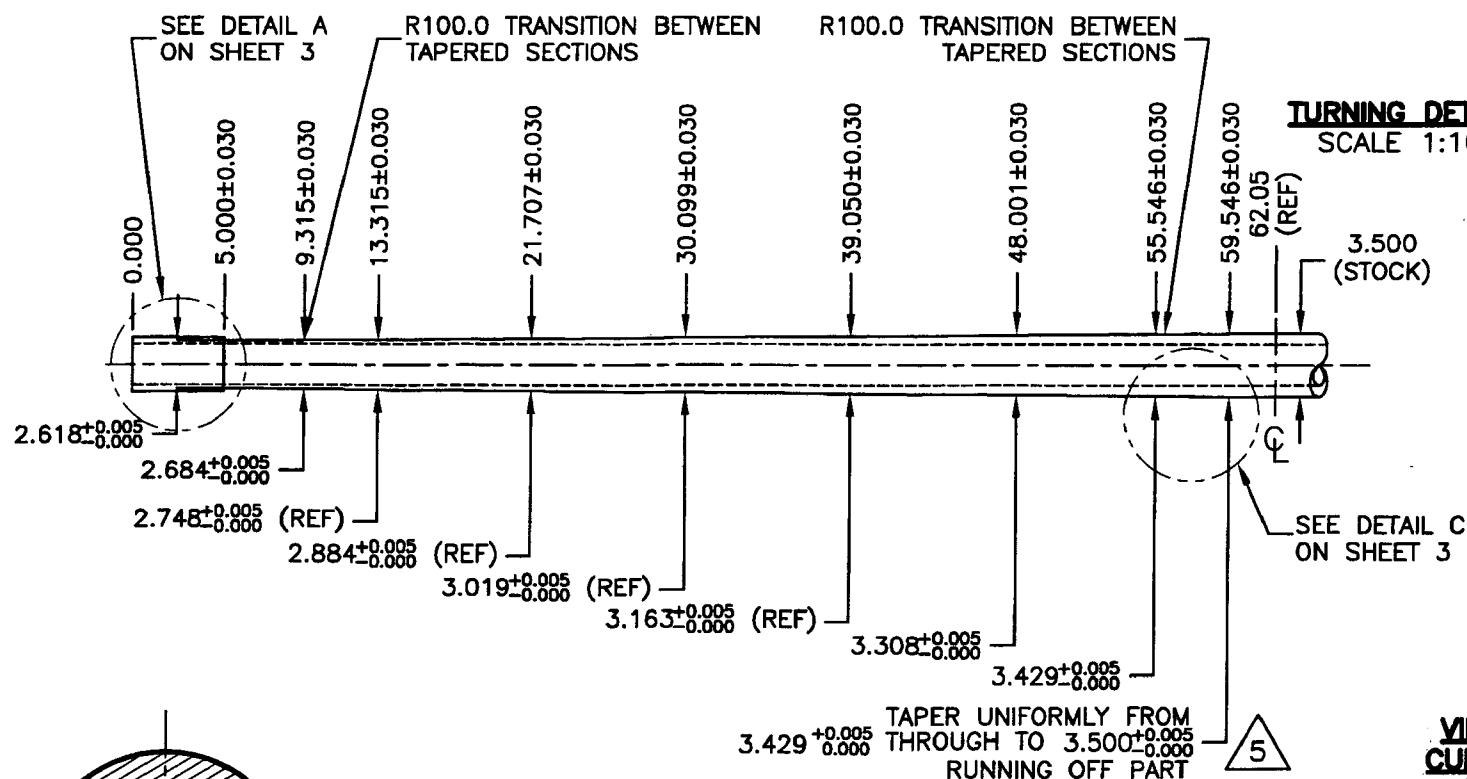 SEE DETAIL A
ON SHEET 3
R100.0 TRANSITION BETWEEN
TAPERED SECTIONS
R100.0 TRANSITION BETWEEN
TAPERED SECTIONS
TURNING DET
SCALE 1:1
0.000
5.000±0.030
9.315±0.030
13.315±0.030
21.707±0.030
30.099±0.030
39.050±0.030
48.001±0.030
55.546±0.030
59.546±0.030
62.05
(REF)
3.500
(STOCK)
2.618+0.005 -0.000
2.684+0.005 -0.000
2.748+0.005 -0.000 (REF)
2.884+0.005 -0.000 (REF)
3.019+0.005 -0.000 (REF)
3.163+0.005 -0.000 (REF)
3.308+0.005 -0.000
3.429+0.005 -0.000
℄
SEE DETAIL C
ON SHEET 3
TAPER UNIFORMLY FROM
3.429 +0.005 0.000 THROUGH TO 3.500+0.005 -0.000
RUNNING OFF PART
5